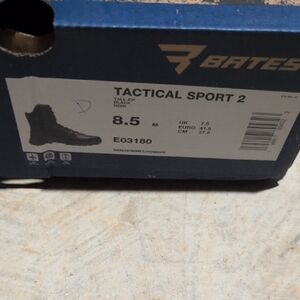 BATES
TACTICAL SPORT 2
TALL ZIP
BLACK
NOIR
8.5 M
UK 7.5
EURO 41.5
CM 27.5
E03180